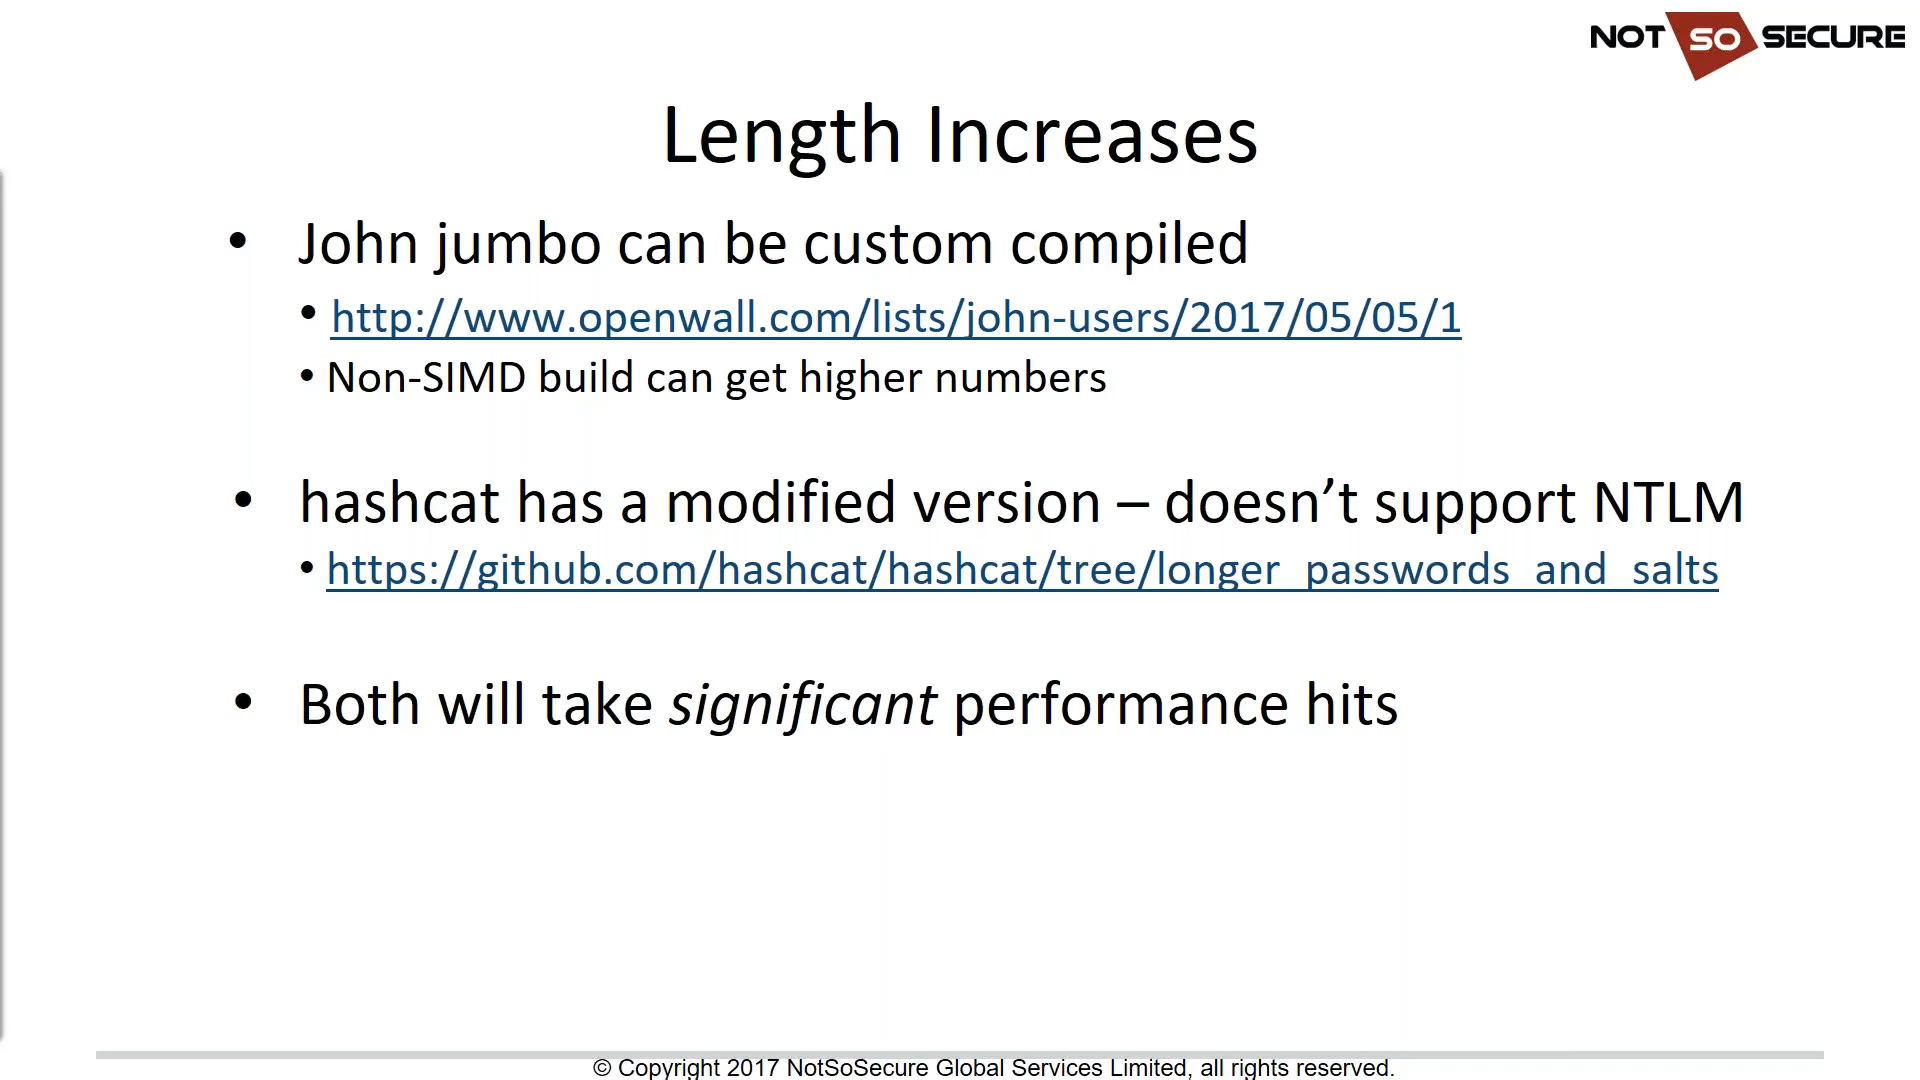 NOT SO SECURE
Length Increases
• John jumbo can be custom compiled
• http://www.openwall.com/lists/john-users/2017/05/05/1
• Non-SIMD build can get higher numbers
• hashcat has a modified version – doesn’t support NTLM
• https://github.com/hashcat/hashcat/tree/longer_passwords_and_salts
• Both will take significant performance hits
© Copyright 2017 NotSoSecure Global Services Limited, all rights reserved.